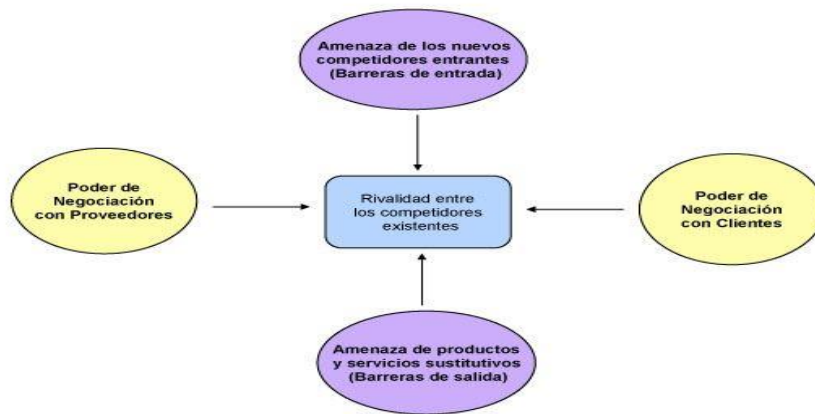 Amenaza de los nuevos
competidores entrantes
(Barreras de entrada)
Poder de
Negociación
con Proveedores
Rivalidad entre
los competidores
existentes
Poder de
Negociación
con Clientes
Amenaza de productos
y servicios sustitutivos
(Barreras de salida)